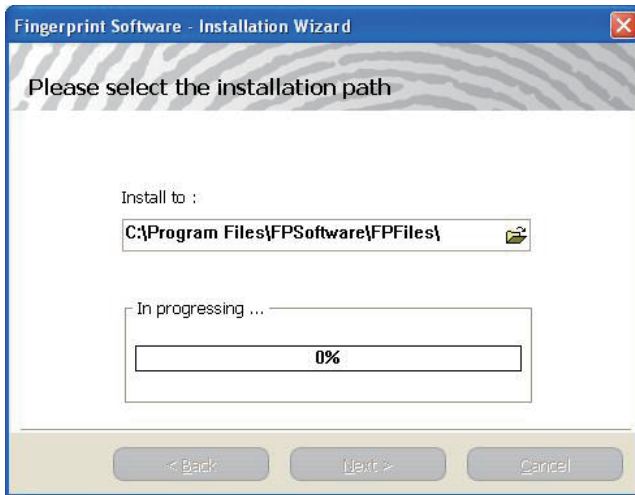 Fingerprint Software - Installation Wizard
Please select the installation path
Install to :
C:\Program Files\FPSoftware\FPFiles\
In progressing ...
0%
< Back
Next >
Cancel